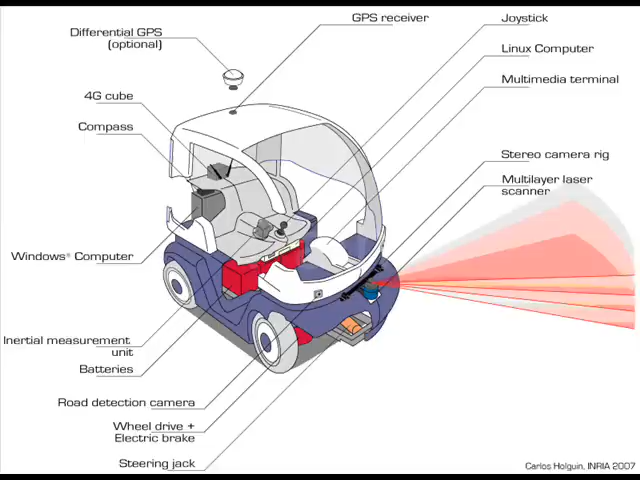 GPS receiver
Joystick
Differential GPS
(optional)
Linux Computer
Multimedia terminal
4G cube
Compass
Stereo camera rig
Multilayer laser
scanner
Windows® Computer
Inertial measurement
unit
Batteries
Road detection camera
Wheel drive +
Electric brake
Steering jack
Carlos Holguin, INRIA 2007